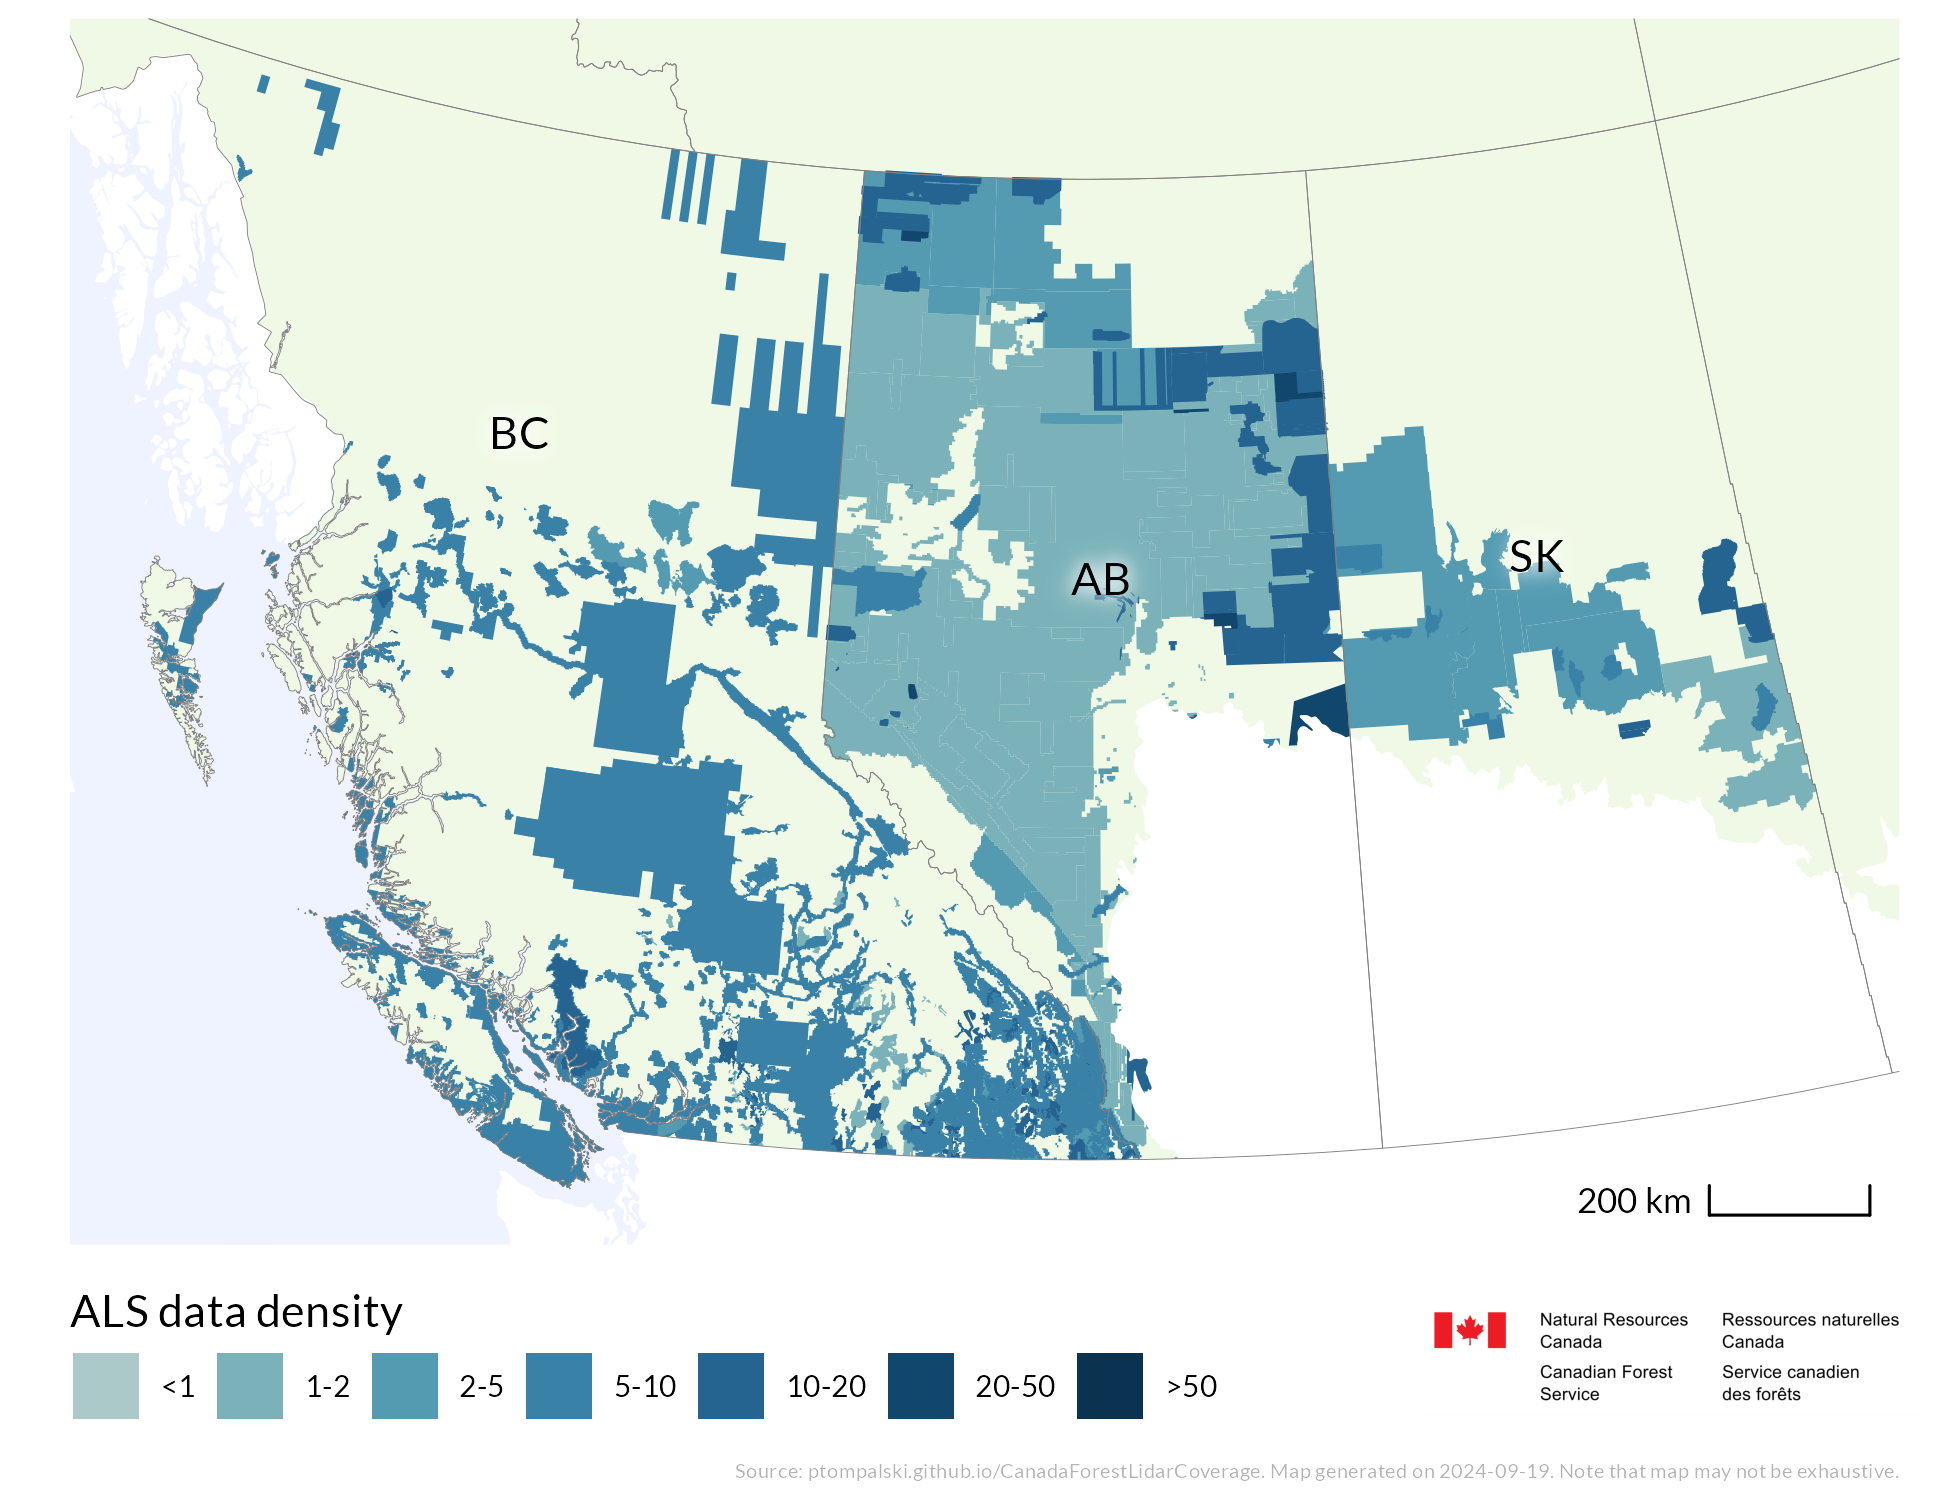 BC
AB
SK
200 km
ALS data density
<1
1-2
2-5
5-10
10-20
20-50
>50
Natural Resources
Canada
Ressources naturelles
Canada
Canadian Forest
Service
Service canadien
des forêts
Source: ptompalski.github.io/CanadaForestLidarCoverage. Map generated on 2024-09-19. Note that map may not be exhaustive.